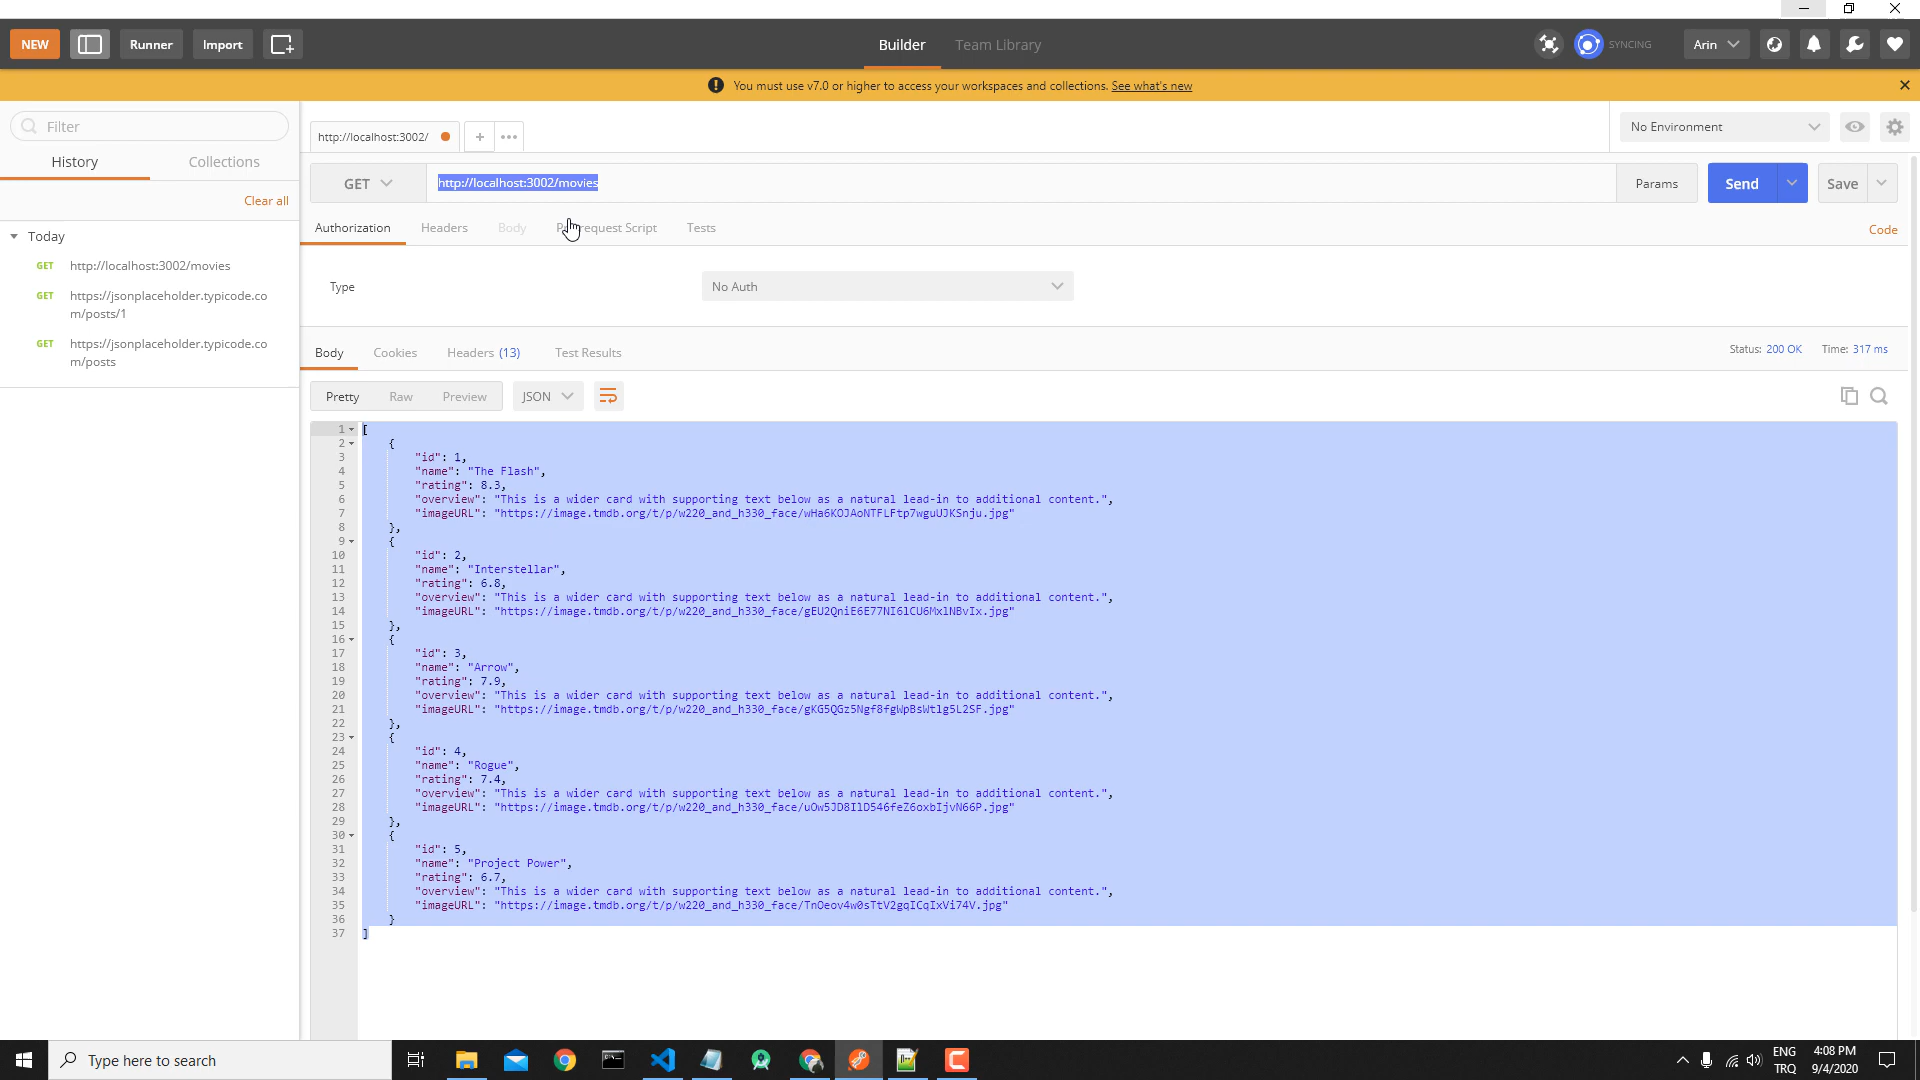 NEW
Runner
Import
Builder
Team Library
SYNCING
Arin
You must use v7.0 or higher to access your workspaces and collections. See what's new
Filter
History
Collections
Clear all
Today
GET http://localhost:3002/movies
GET https://jsonplaceholder.typicode.co
m/posts/1
GET https://jsonplaceholder.typicode.co
m/posts
http://localhost:3002/
No Environment
GET
http://localhost:3002/movies
Params
Send
Save
Authorization
Headers
Body
request Script
Tests
Code
Type
No Auth
Body
Cookies
Headers (13)
Test Results
Status: 200 OK
Time: 317 ms
Pretty
Raw
Preview
JSON
1 [
2 {
3 "id": 1,
4 "name": "The Flash",
5 "rating": 8.3,
6 "overview": "This is a wider card with supporting text below as a natural lead-in to additional content.",
7 "imageURL": "https://image.tmdb.org/t/p/w220_and_h330_face/wHa6KOJAoNTFLFtp7wguUJKSnju.jpg"
8 },
9 {
10 "id": 2,
11 "name": "Interstellar",
12 "rating": 6.8,
13 "overview": "This is a wider card with supporting text below as a natural lead-in to additional content.",
14 "imageURL": "https://image.tmdb.org/t/p/w220_and_h330_face/gEU2QniE6E77NI6lCU6MxlNBvIx.jpg"
15 },
16 {
17 "id": 3,
18 "name": "Arrow",
19 "rating": 7.9,
20 "overview": "This is a wider card with supporting text below as a natural lead-in to additional content.",
21 "imageURL": "https://image.tmdb.org/t/p/w220_and_h330_face/gKG5QGz5Ngf8fgWpBsWtlg5L2SF.jpg"
22 },
23 {
24 "id": 4,
25 "name": "Rogue",
26 "rating": 7.4,
27 "overview": "This is a wider card with supporting text below as a natural lead-in to additional content.",
28 "imageURL": "https://image.tmdb.org/t/p/w220_and_h330_face/uOw5JD8IlD546feZ6oxbIjvN66P.jpg"
29 },
30 {
31 "id": 5,
32 "name": "Project Power",
33 "rating": 6.7,
34 "overview": "This is a wider card with supporting text below as a natural lead-in to additional content.",
35 "imageURL": "https://image.tmdb.org/t/p/w220_and_h330_face/TnOeov4w0sTtV2gqICqIxVi74V.jpg"
36 }
37 ]
Type here to search
ENG
TRQ
4:08 PM
9/4/2020